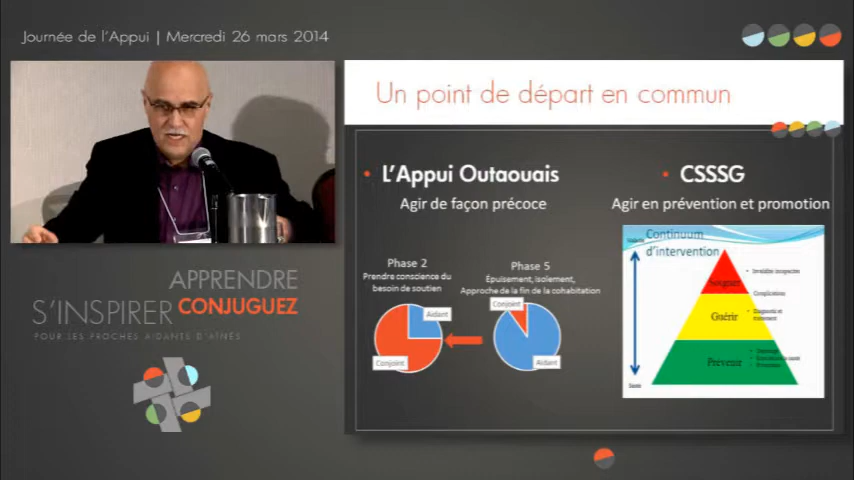 Journée de l'Appui | Mercredi 26 mars 2014
Un point de départ en commun
• L'Appui Outaouais
Agir de façon précoce
• CSSSG
Agir en prévention et promotion
Phase 2
Prendre conscience du
besoin de soutien
Aidant
Conjoint
Phase 5
Épuisement, Isolement,
Approche de la fin de la cohabitation
Conjoint
Aidant
Continuum
d'intervention
Soigner
Guérir
Prévenir
Complications
Santé
APPRENDRE
S'INSPIRER CONJUGUEZ
POUR LES PROCHES AIDANTS D'AÎNÉS